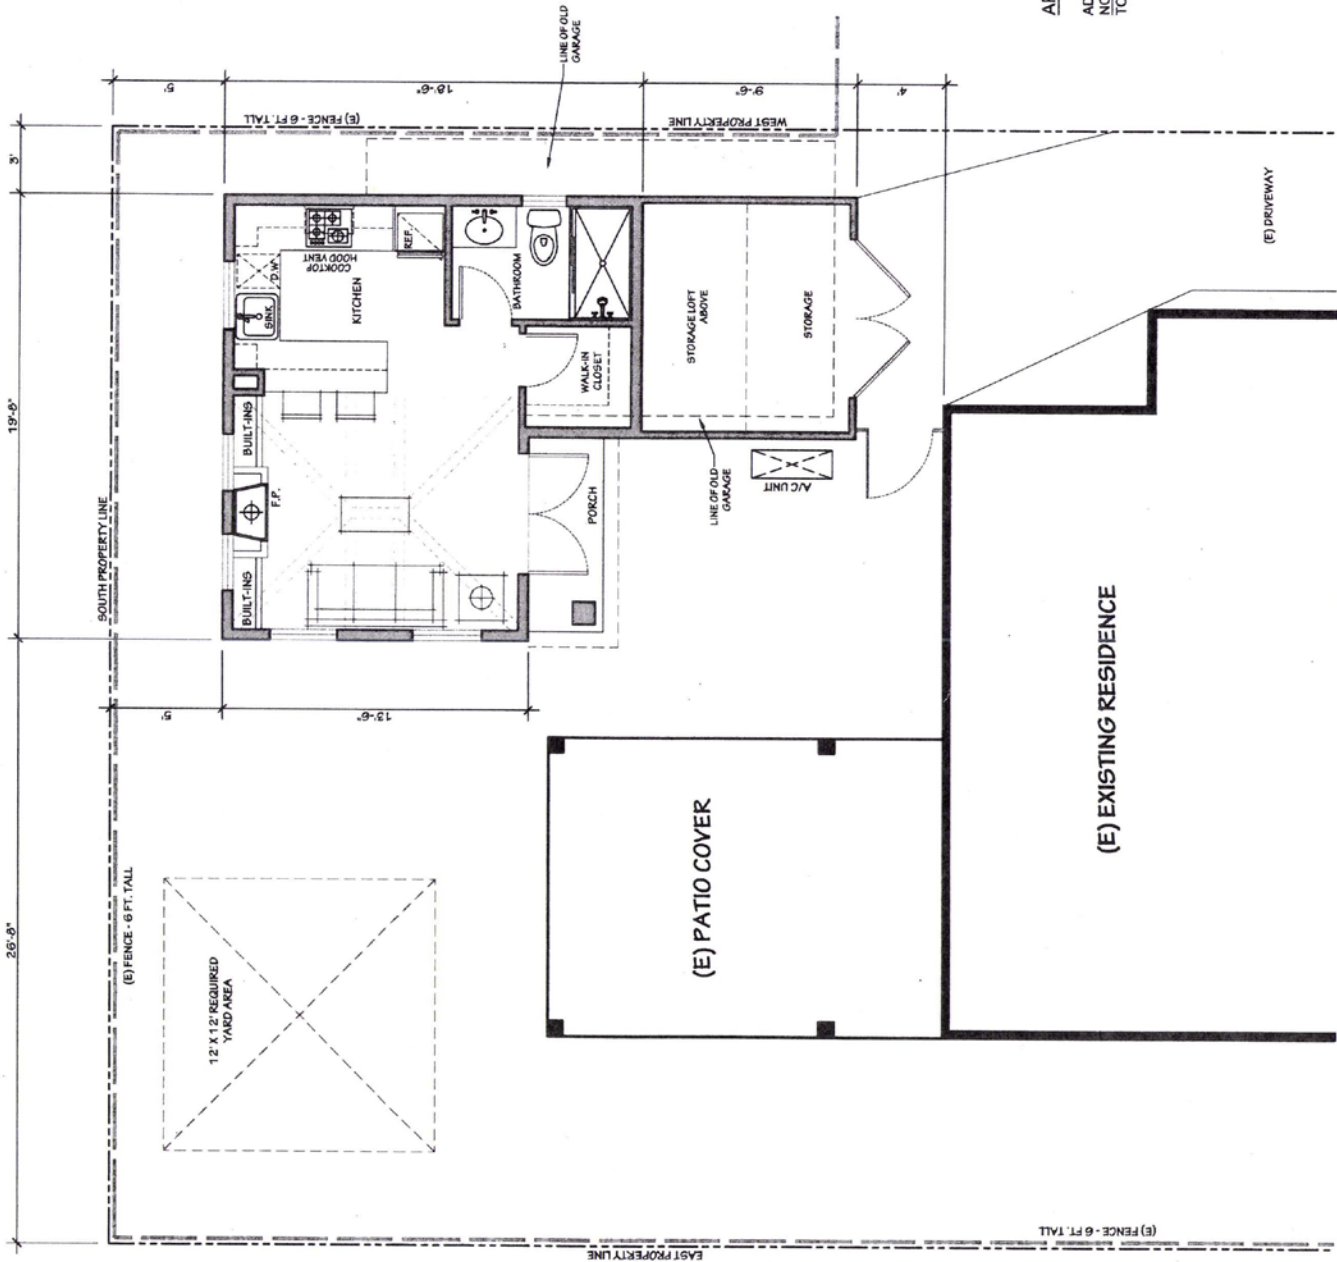 3'
19'-8"
26'-8"
5'
18'-6"
9'-6"
4'
5'
13'-6"
LINE OF OLD
GARAGE
(E) FENCE - 6 FT. TALL
WEST PROPERTY LINE
SOUTH PROPERTY LINE
(E) FENCE - 6 FT. TALL
SINK
D.W.
COOKTOP
HOOD VENT
REF.
KITCHEN
BATHROOM
WALK-IN
CLOSET
BUILT-INS
F.P.
BUILT-INS
PORCH
STORAGE LOFT
ABOVE
STORAGE
LINE OF OLD
GARAGE
A/C UNIT
(E) DRIVEWAY
12' X 12' REQUIRED
YARD AREA
(E) PATIO COVER
(E) EXISTING RESIDENCE
(E) FENCE - 6 FT. TALL
EAST PROPERTY LINE